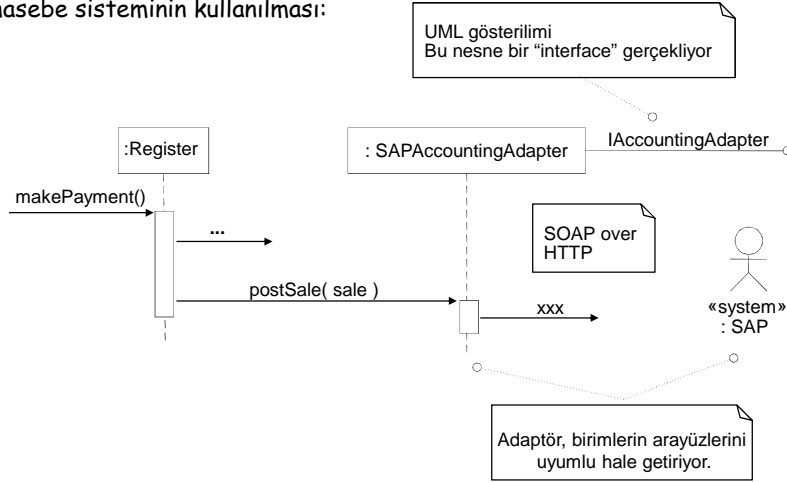 asebe sisteminin kullanılması:
UML gösterilimi
Bu nesne bir “interface” gerçekliyor
:Register
: SAPAccountingAdapter
IAccountingAdapter
makePayment()
...
SOAP over
HTTP
postSale( sale )
xxx
«system»
: SAP
Adaptör, birimlerin arayüzlerini
uyumlu hale getiriyor.